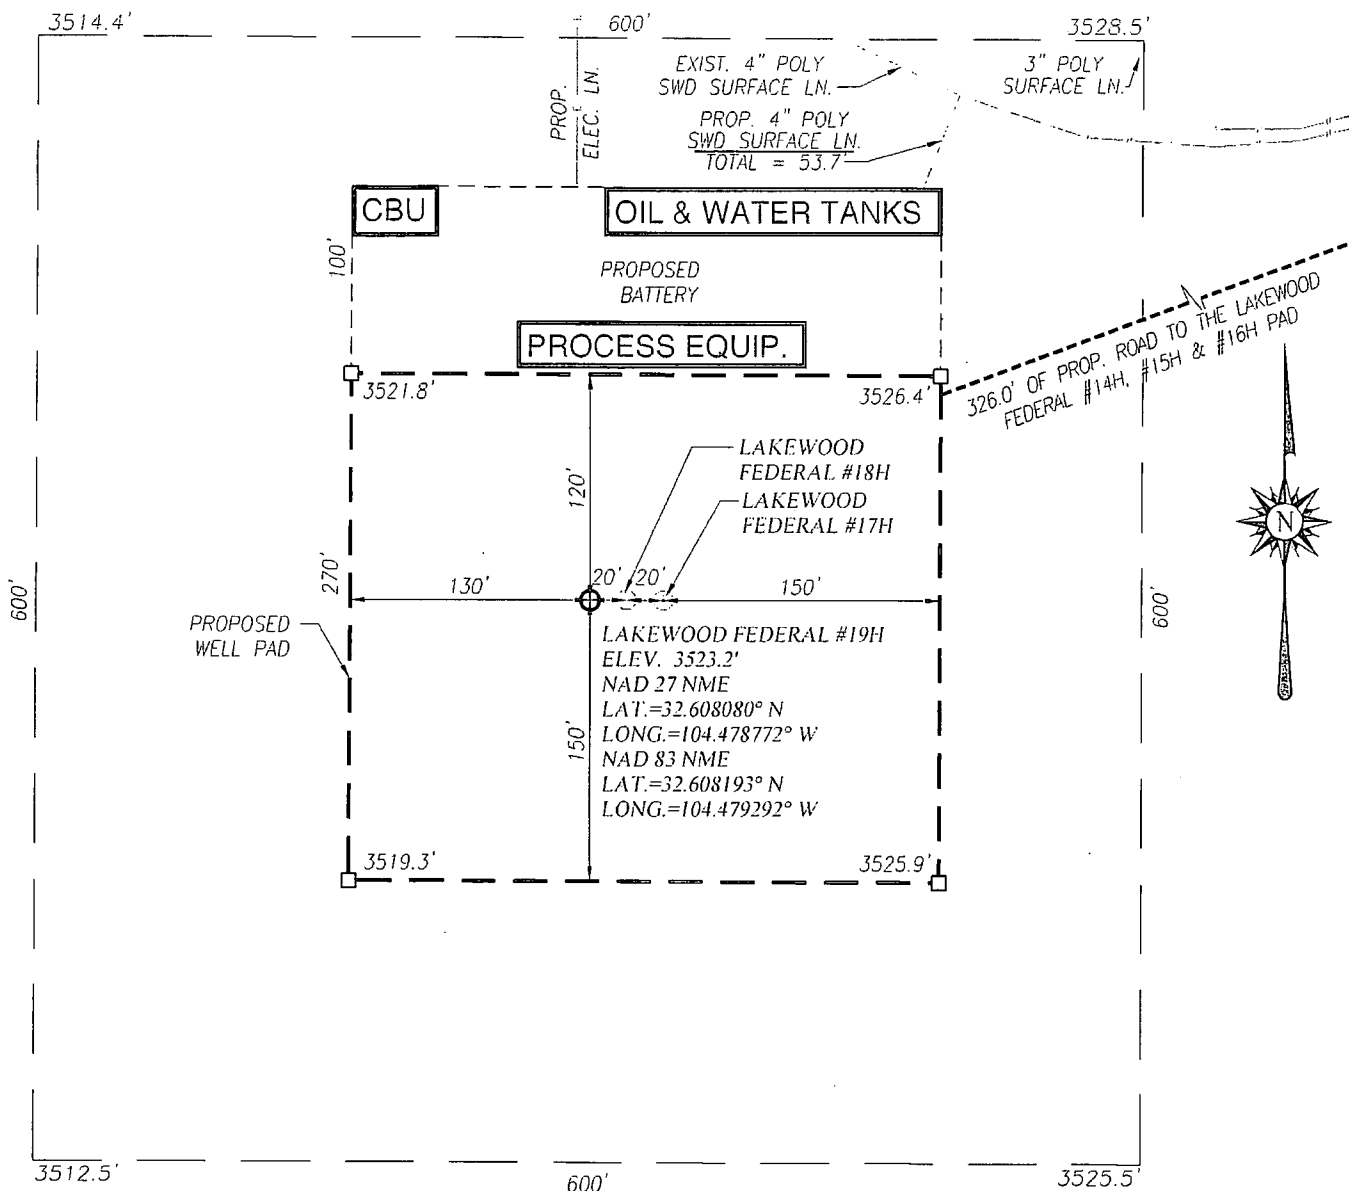 3514.4'
600'
3528.5'
EXIST. 4" POLY
SWD SURFACE LN.
3" POLY
SURFACE LN.
PROP.
ELEC. LN.
PROP. 4" POLY
SWD SURFACE LN.
TOTAL = 53.7'
CBU
OIL & WATER TANKS
100'
PROPOSED
BATTERY
PROCESS EQUIP.
326.0' OF PROP. ROAD TO THE LAKEWOOD
FEDERAL #14H, #15H & #16H PAD
3521.8'
3526.4'
120'
LAKEWOOD
FEDERAL #18H
LAKEWOOD
FEDERAL #17H
N
270'
130'
20'
20'
150'
600'
600'
PROPOSED
WELL PAD
LAKEWOOD FEDERAL #19H
ELEV. 3523.2'
NAD 27 NME
LAT.=32.608080° N
LONG.=104.478772° W
NAD 83 NME
LAT.=32.608193° N
LONG.=104.479292° W
150'
3519.3'
3525.9'
3512.5'
600'
3525.5'